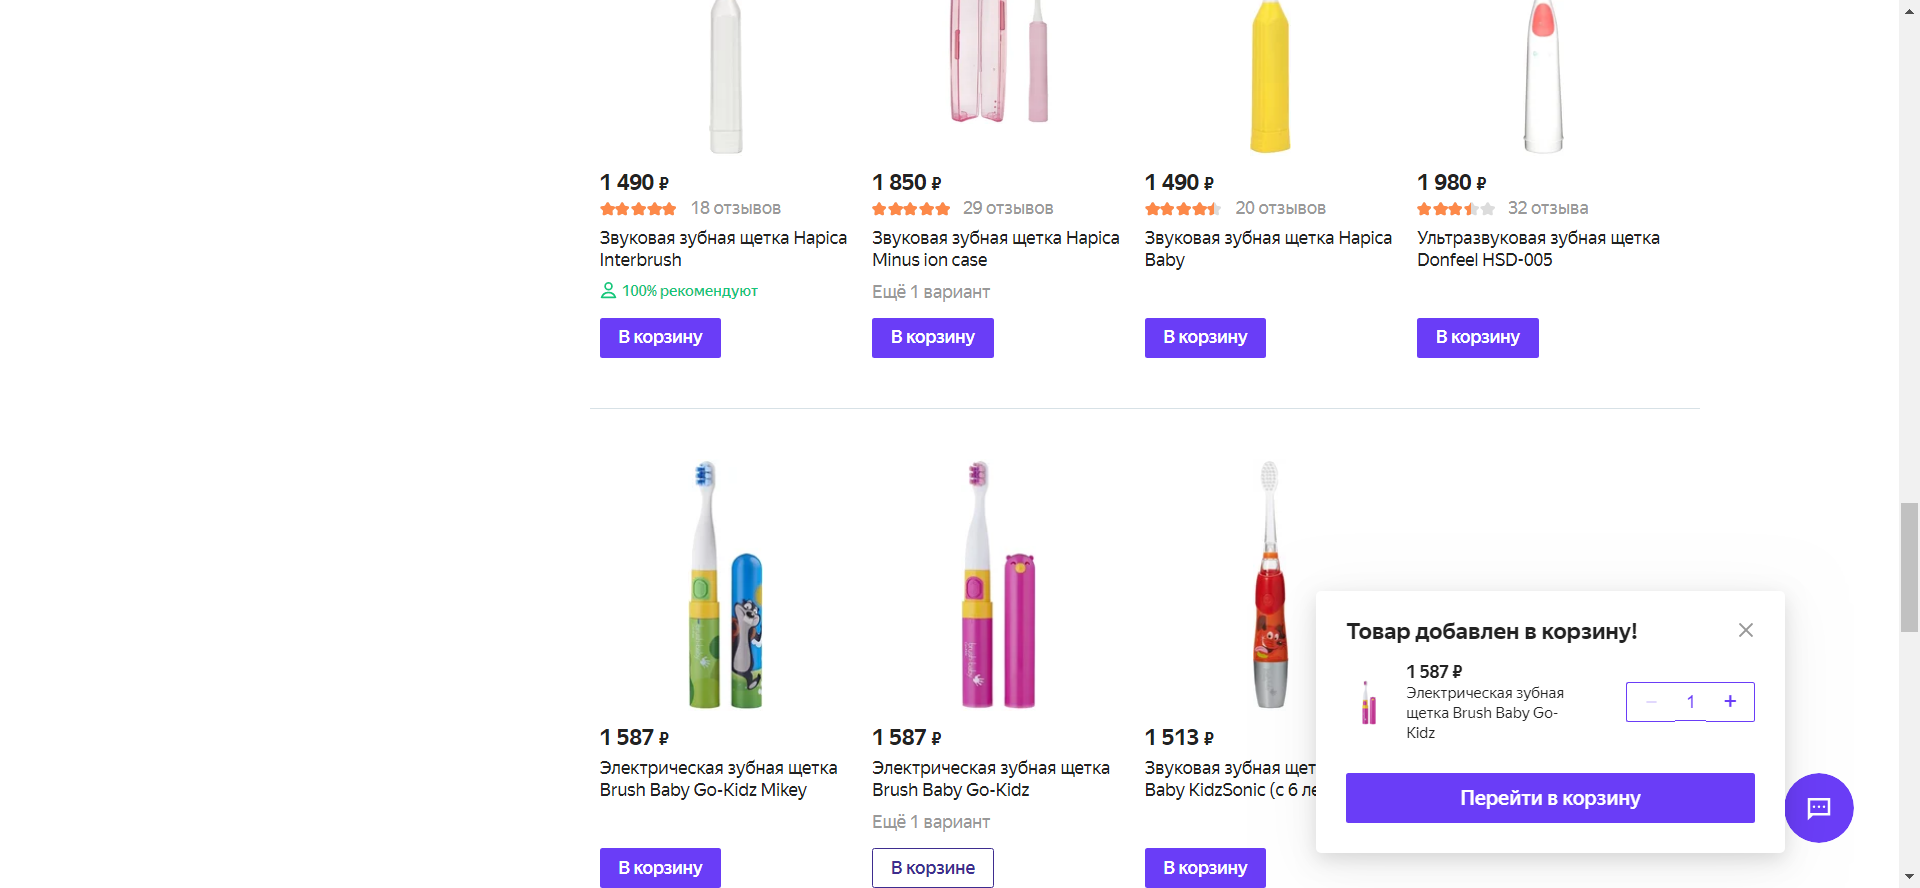 1 490 ₽
18 отзывов
Звуковая зубная щетка Hapica
Interbrush
100% рекомендуют
В корзину
1 850 ₽
29 отзывов
Звуковая зубная щетка Hapica
Minus ion case
Ещё 1 вариант
В корзину
1 490 ₽
20 отзывов
Звуковая зубная щетка Hapica
Baby
В корзину
1 980 ₽
32 отзыва
Ультразвуковая зубная щетка
Donfeel HSD-005
В корзину
1 587 ₽
Электрическая зубная щетка
Brush Baby Go-Kidz Mikey
В корзину
1 587 ₽
Электрическая зубная щетка
Brush Baby Go-Kidz
Ещё 1 вариант
В корзине
1 513 ₽
Звуковая зубная щет
Baby KidzSonic (с 6 ле
В корзину
Товар добавлен в корзину!
1 587 ₽
Электрическая зубная
щетка Brush Baby Go-
Kidz
1
Перейти в корзину